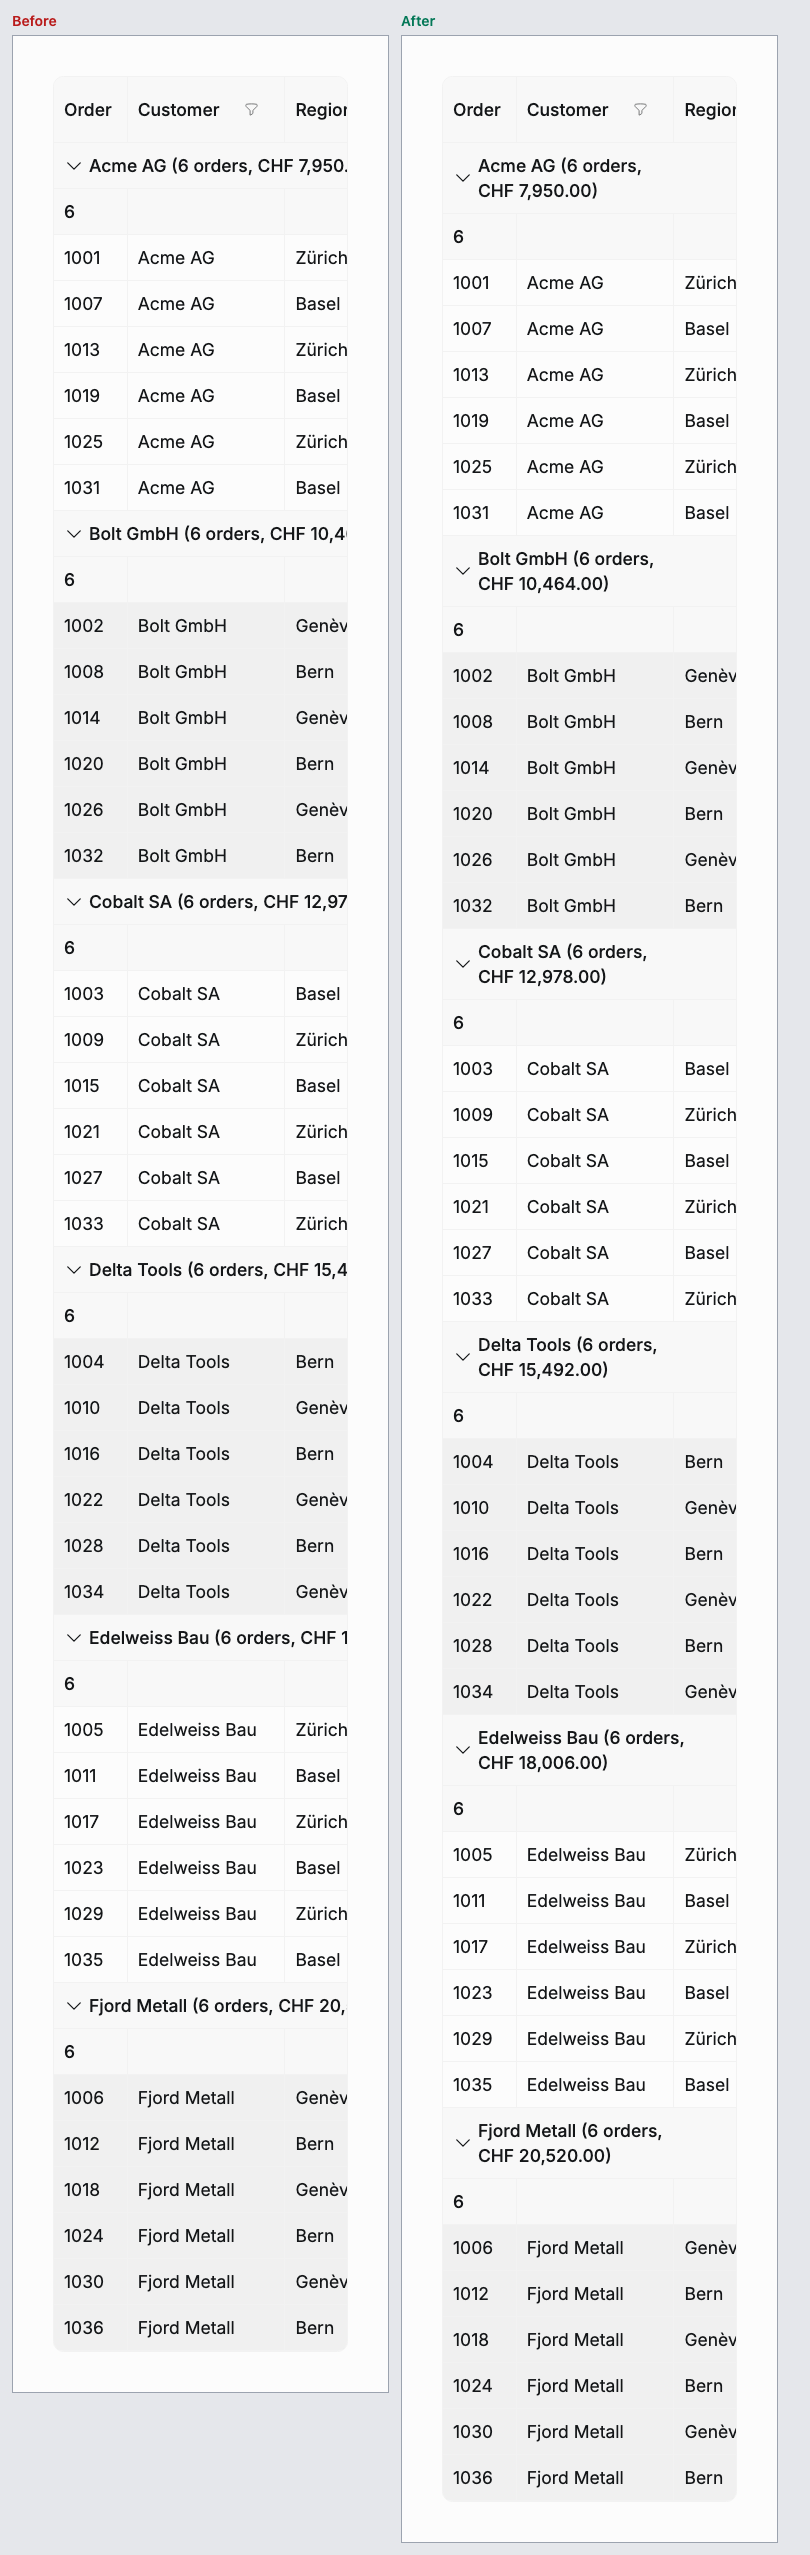 Before
Order Customer Region
Acme AG (6 orders, CHF 7,950.
6
1001 Acme AG Zürich
1007 Acme AG Basel
1013 Acme AG Zürich
1019 Acme AG Basel
1025 Acme AG Zürich
1031 Acme AG Basel
Bolt GmbH (6 orders, CHF 10,4
6
1002 Bolt GmbH Genèv
1008 Bolt GmbH Bern
1014 Bolt GmbH Genèv
1020 Bolt GmbH Bern
1026 Bolt GmbH Genèv
1032 Bolt GmbH Bern
Cobalt SA (6 orders, CHF 12,97
6
1003 Cobalt SA Basel
1009 Cobalt SA Zürich
1015 Cobalt SA Basel
1021 Cobalt SA Zürich
1027 Cobalt SA Basel
1033 Cobalt SA Zürich
Delta Tools (6 orders, CHF 15,4
6
1004 Delta Tools Bern
1010 Delta Tools Genèv
1016 Delta Tools Bern
1022 Delta Tools Genèv
1028 Delta Tools Bern
1034 Delta Tools Genèv
Edelweiss Bau (6 orders, CHF 1
6
1005 Edelweiss Bau Zürich
1011 Edelweiss Bau Basel
1017 Edelweiss Bau Zürich
1023 Edelweiss Bau Basel
1029 Edelweiss Bau Zürich
1035 Edelweiss Bau Basel
Fjord Metall (6 orders, CHF 20,
6
1006 Fjord Metall Genèv
1012 Fjord Metall Bern
1018 Fjord Metall Genèv
1024 Fjord Metall Bern
1030 Fjord Metall Genèv
1036 Fjord Metall Bern
After
Order Customer Region
Acme AG (6 orders,
CHF 7,950.00)
6
1001 Acme AG Zürich
1007 Acme AG Basel
1013 Acme AG Zürich
1019 Acme AG Basel
1025 Acme AG Zürich
1031 Acme AG Basel
Bolt GmbH (6 orders,
CHF 10,464.00)
6
1002 Bolt GmbH Genèv
1008 Bolt GmbH Bern
1014 Bolt GmbH Genèv
1020 Bolt GmbH Bern
1026 Bolt GmbH Genèv
1032 Bolt GmbH Bern
Cobalt SA (6 orders,
CHF 12,978.00)
6
1003 Cobalt SA Basel
1009 Cobalt SA Zürich
1015 Cobalt SA Basel
1021 Cobalt SA Zürich
1027 Cobalt SA Basel
1033 Cobalt SA Zürich
Delta Tools (6 orders,
CHF 15,492.00)
6
1004 Delta Tools Bern
1010 Delta Tools Genèv
1016 Delta Tools Bern
1022 Delta Tools Genèv
1028 Delta Tools Bern
1034 Delta Tools Genèv
Edelweiss Bau (6 orders,
CHF 18,006.00)
6
1005 Edelweiss Bau Zürich
1011 Edelweiss Bau Basel
1017 Edelweiss Bau Zürich
1023 Edelweiss Bau Basel
1029 Edelweiss Bau Zürich
1035 Edelweiss Bau Basel
Fjord Metall (6 orders,
CHF 20,520.00)
6
1006 Fjord Metall Genèv
1012 Fjord Metall Bern
1018 Fjord Metall Genèv
1024 Fjord Metall Bern
1030 Fjord Metall Genèv
1036 Fjord Metall Bern